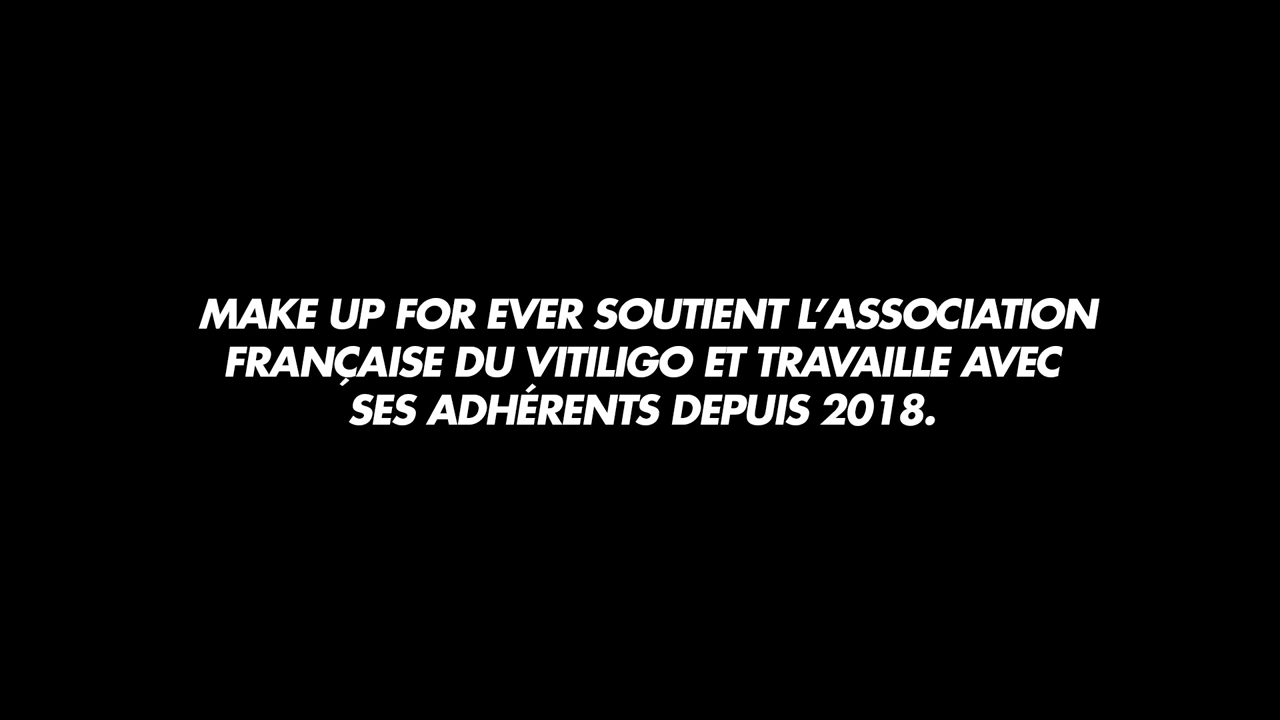 MAKE UP FOR EVER SOUTIENT L’ASSOCIATION
FRANÇAISE DU VITILIGO ET TRAVAILLE AVEC
SES ADHÉRENTS DEPUIS 2018.